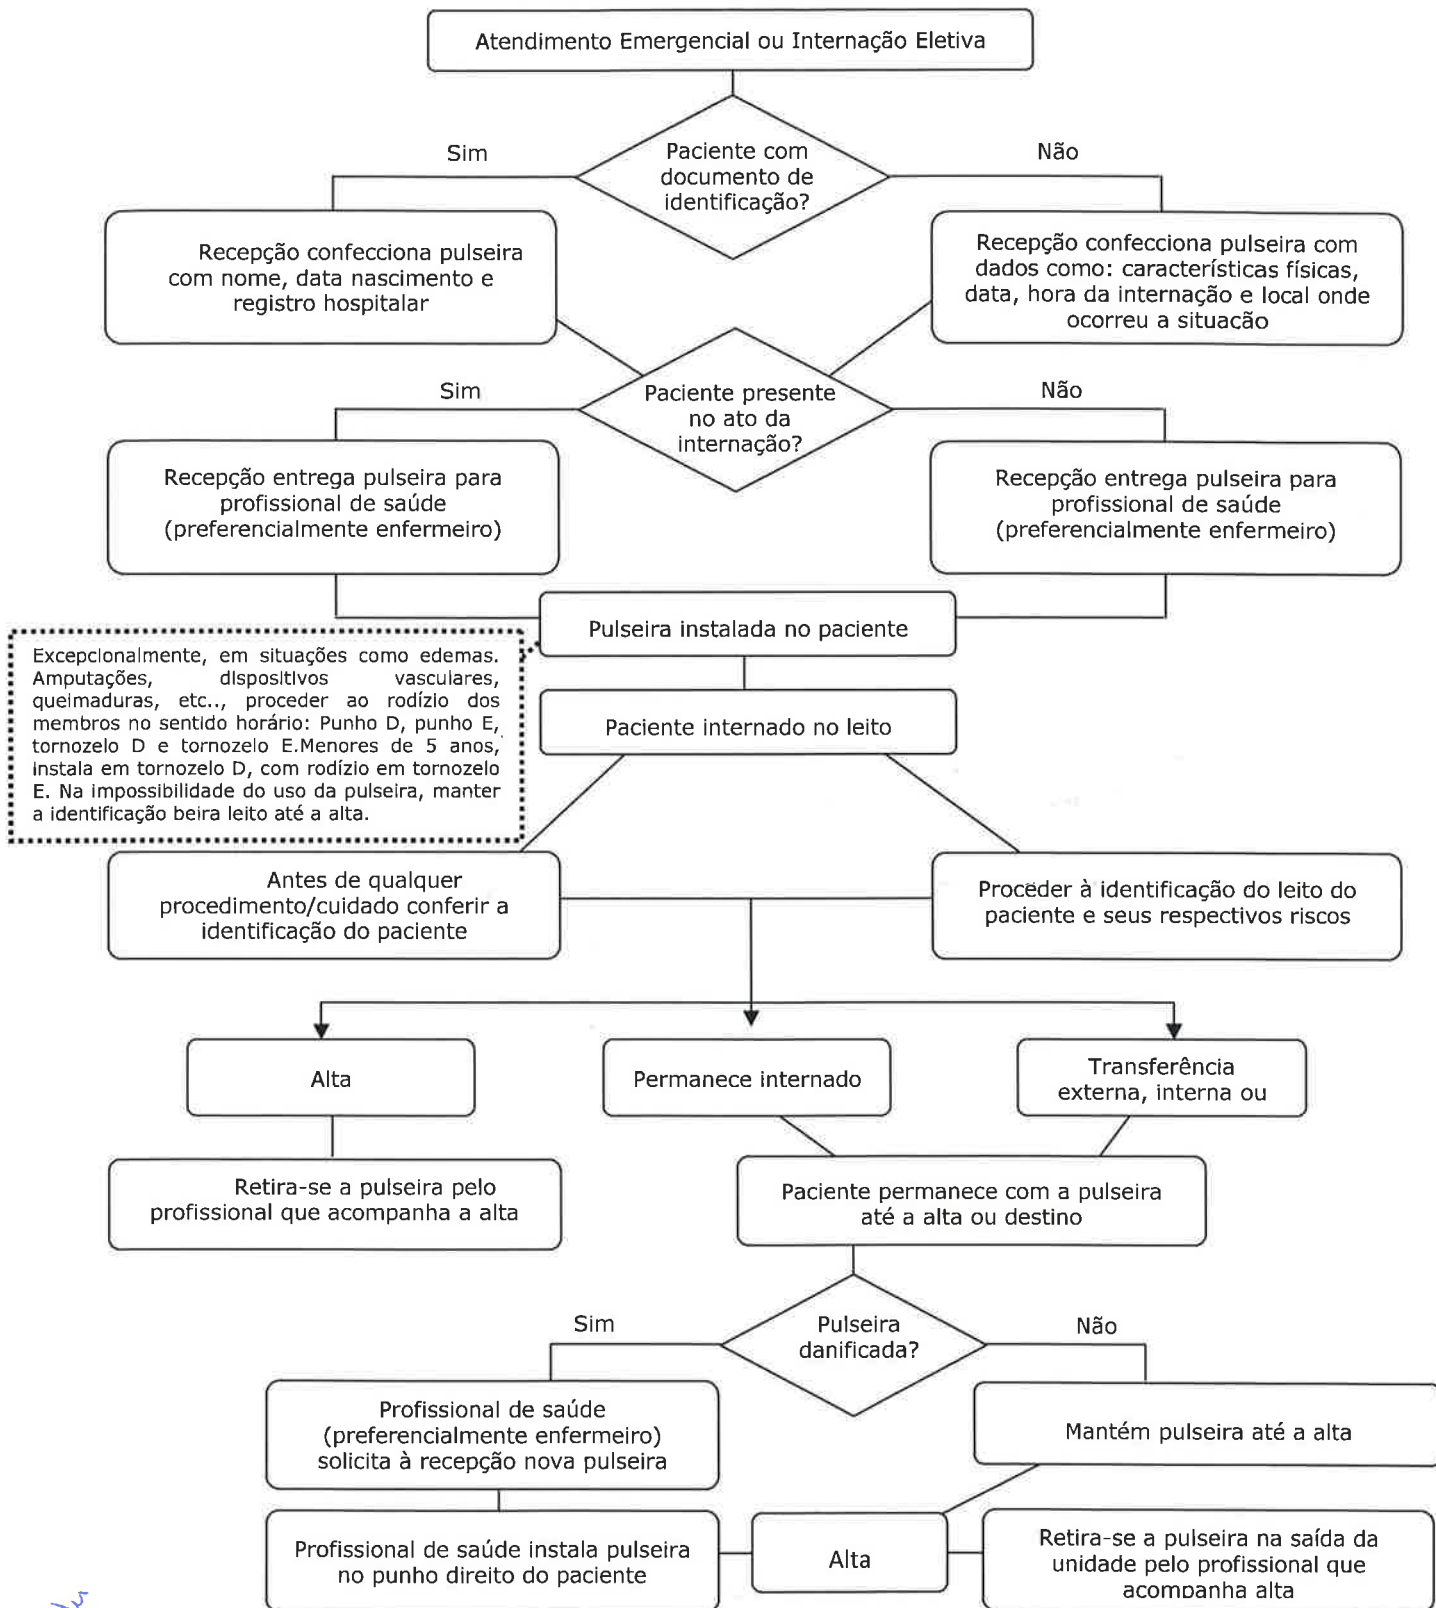 Atendimento Emergencial ou Internação Eletiva
Sim
Paciente com
documento de
identificação?
Não
Recepção confecciona pulseira
com nome, data nascimento e
registro hospitalar
Recepção confecciona pulseira com
dados como: características físicas,
data, hora da internação e local onde
ocorreu a situacão
Sim
Paciente presente
no ato da
internação?
Não
Recepção entrega pulseira para
profissional de saúde
(preferencialmente enfermeiro)
Recepção entrega pulseira para
profissional de saúde
(preferencialmente enfermeiro)
Pulseira instalada no paciente
Excepcionalmente, em situações como edemas.
Amputações, dispositivos vasculares,
queimaduras, etc.., proceder ao rodízio dos
membros no sentido horário: Punho D, punho E,
tornozelo D e tornozelo E.Menores de 5 anos,
instala em tornozelo D, com rodízio em tornozelo
E. Na impossibilidade do uso da pulseira, manter
a identificação beira leito até a alta.
Paciente internado no leito
Antes de qualquer
procedimento/cuidado conferir a
identificação do paciente
Proceder à identificação do leito do
paciente e seus respectivos riscos
Alta
Permanece internado
Transferência
externa, interna ou
Retira-se a pulseira pelo
profissional que acompanha a alta
Paciente permanece com a pulseira
até a alta ou destino
Sim
Pulseira
danificada?
Não
Profissional de saúde
(preferencialmente enfermeiro)
solicita à recepção nova pulseira
Mantém pulseira até a alta
Profissional de saúde instala pulseira
no punho direito do paciente
Alta
Retira-se a pulseira na saída da
unidade pelo profissional que
acompanha alta